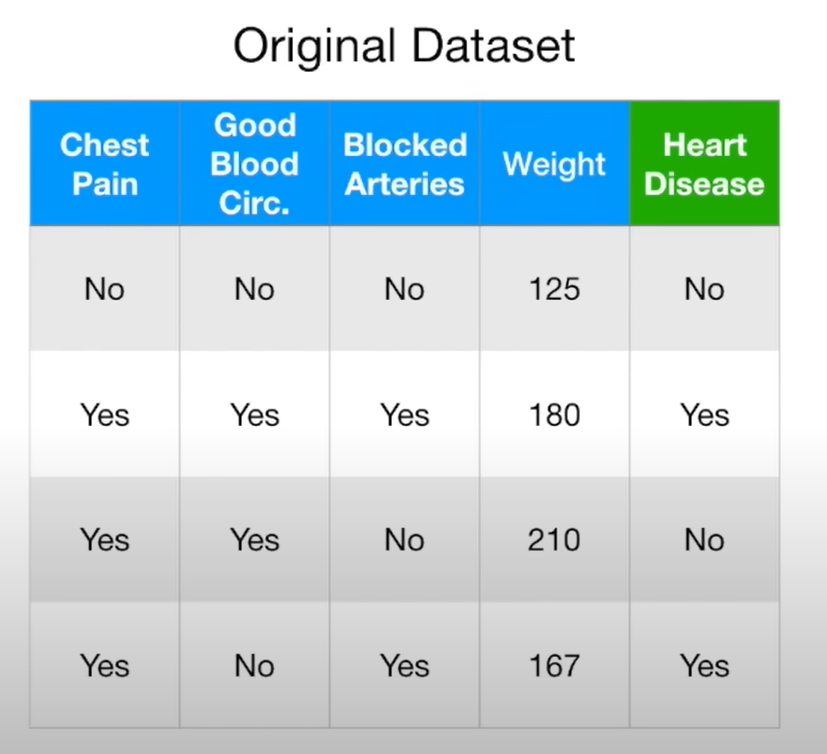 Original Dataset
Chest Pain Good Blood Circ. Blocked Arteries Weight Heart Disease
No No No 125 No
Yes Yes Yes 180 Yes
Yes Yes No 210 No
Yes No Yes 167 Yes